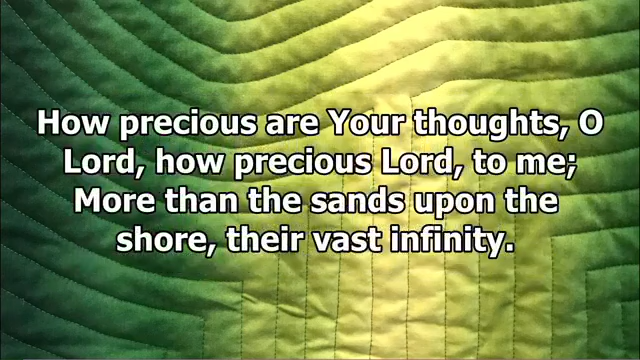 How precious are Your thoughts, O
Lord, how precious Lord, to me;
More than the sands upon the
shore, their vast infinity.